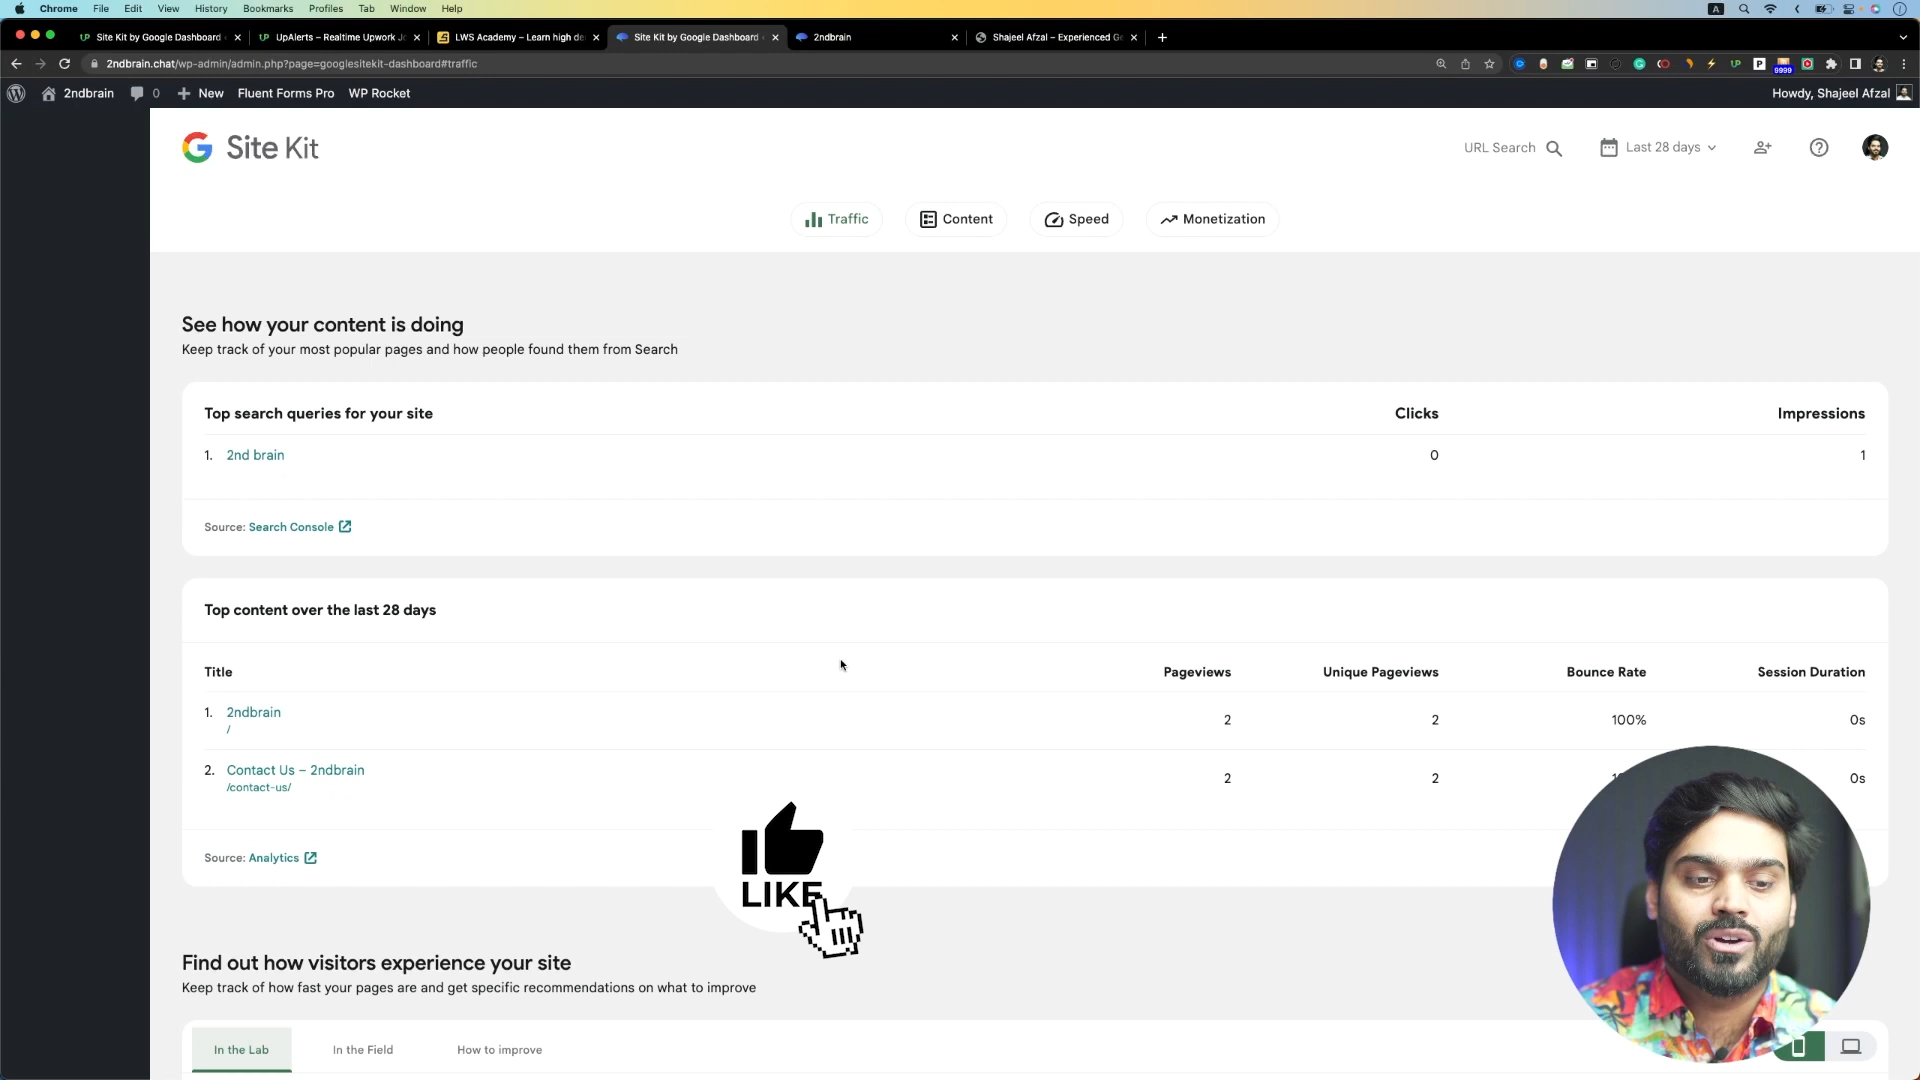 Chrome File Edit View History Bookmarks Profiles Tab Window Help
A
UP Site Kit by Google Dashboard
UP UpAlerts – Realtime Upwork Jo
LWS Academy – Learn high de
Site Kit by Google Dashboard
2ndbrain
Shajeel Afzal – Experienced Ge
2ndbrain.chat/wp-admin/admin.php?page=googlesitekit-dashboard#traffic
UP P 9999
2ndbrain 0 New Fluent Forms Pro WP Rocket Howdy, Shajeel Afzal
G Site Kit URL Search Last 28 days
Traffic Content Speed Monetization
See how your content is doing
Keep track of your most popular pages and how people found them from Search
Top search queries for your site Clicks Impressions
1. 2nd brain 0 1
Source: Search Console
Top content over the last 28 days
Title Pageviews Unique Pageviews Bounce Rate Session Duration
1. 2ndbrain 2 2 100% 0s
/
2. Contact Us – 2ndbrain 2 2 0s
/contact-us/
LIKE
Source: Analytics
Find out how visitors experience your site
Keep track of how fast your pages are and get specific recommendations on what to improve
In the Lab In the Field How to improve